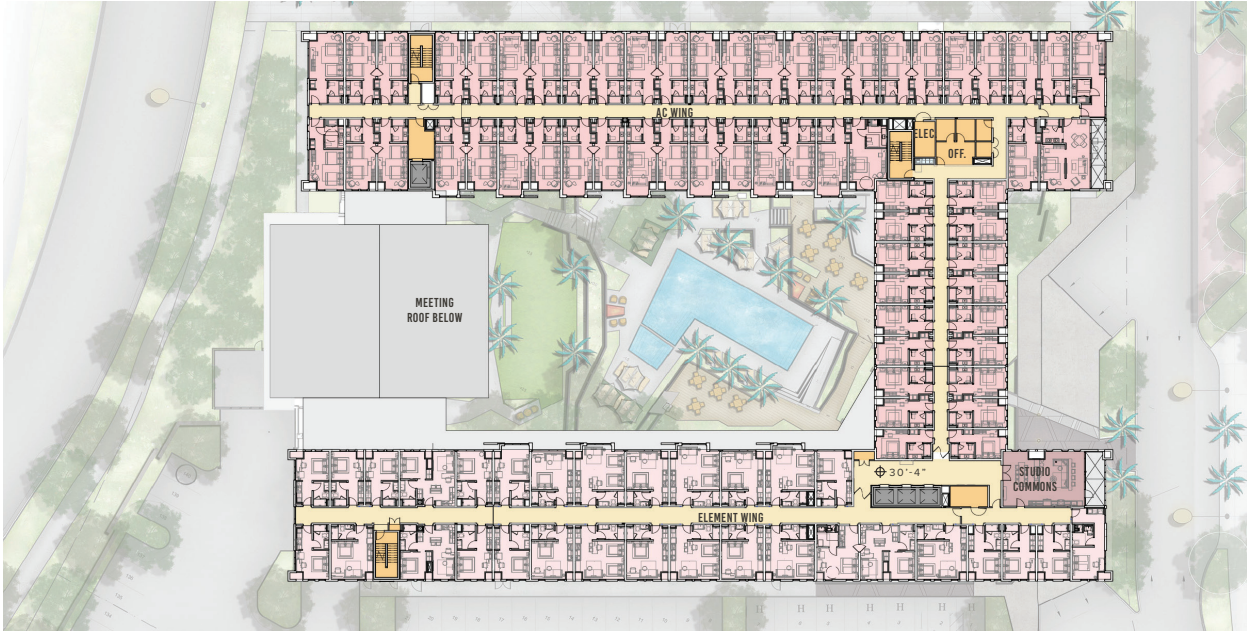 AC WING
ELEC
OFF.
MEETING
ROOF BELOW
30'-4"
STUDIO
COMMONS
ELEMENT WING
H H H H H H